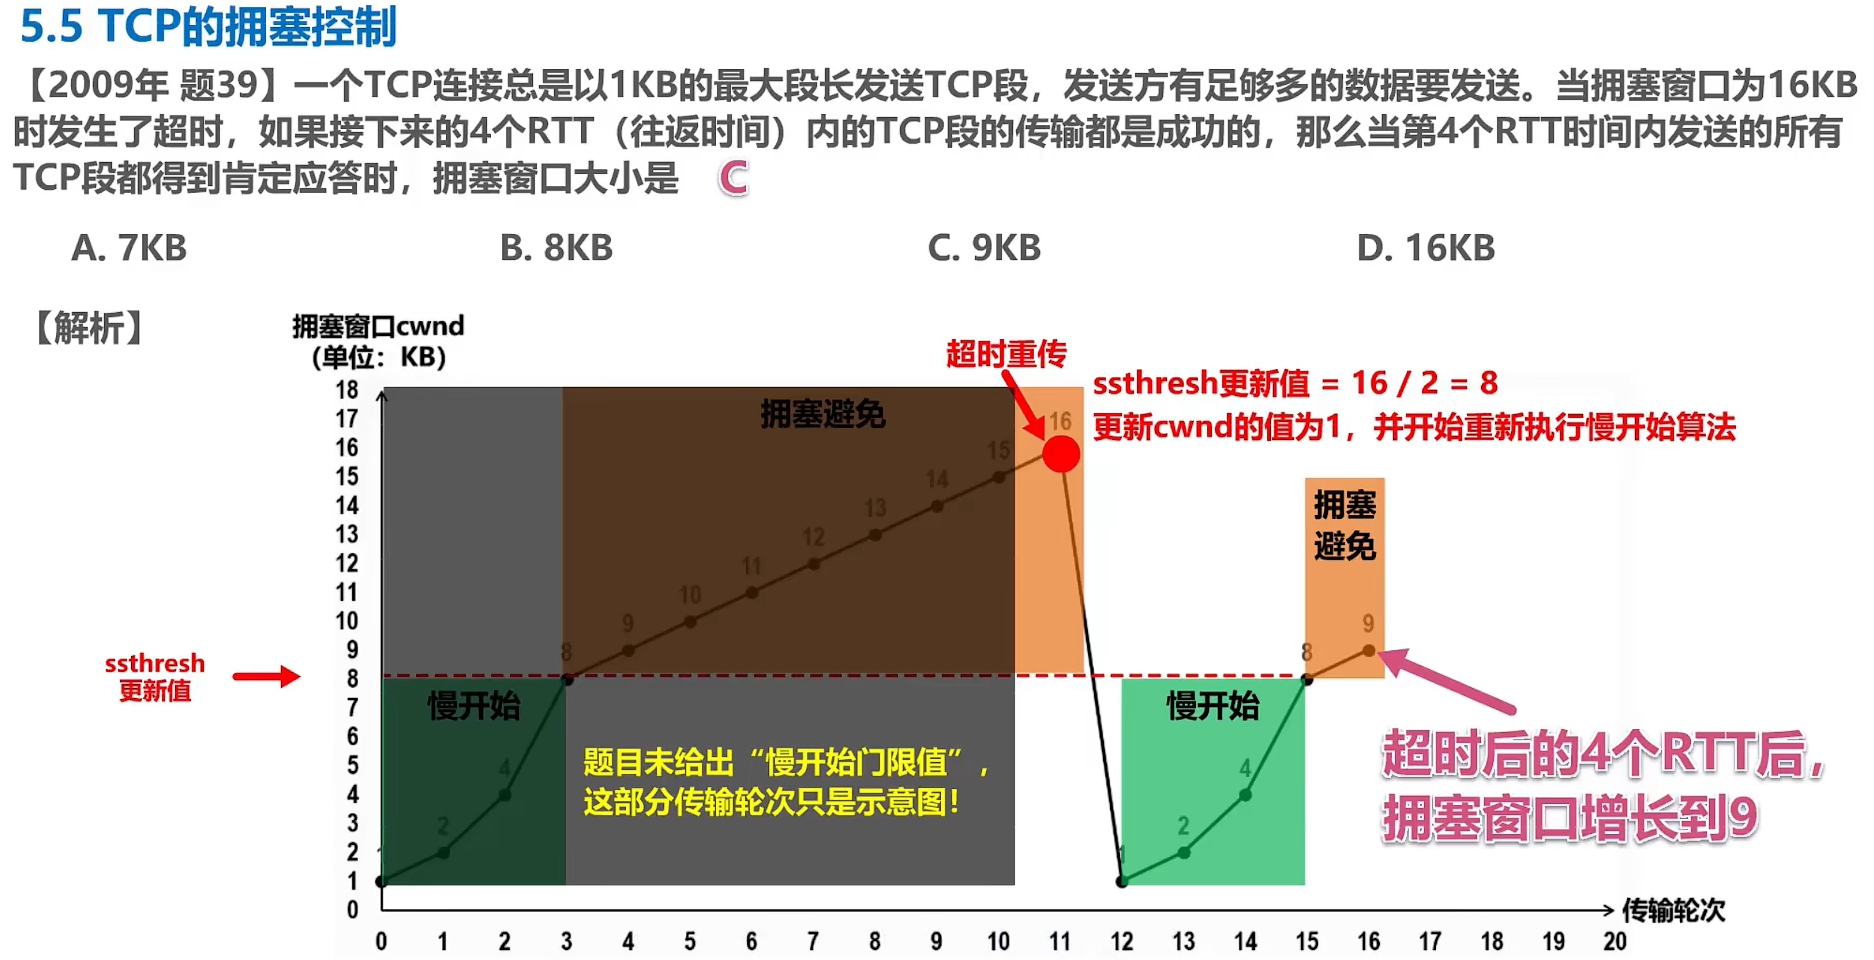 5.5 TCP的拥塞控制
【2009年 题39】一个TCP连接总是以1KB的最大段长发送TCP段，发送方有足够多的数据要发送。当拥塞窗口为16KB
时发生了超时，如果接下来的4个RTT（往返时间）内的TCP段的传输都是成功的，那么当第4个RTT时间内发送的所有
TCP段都得到肯定应答时，拥塞窗口大小是 C
A. 7KB B. 8KB C. 9KB D. 16KB
【解析】
拥塞窗口cwnd
（单位：KB）
超时重传
ssthresh更新值 = 16 / 2 = 8
更新cwnd的值为1，并开始重新执行慢开始算法
18
17
16
15
14
13
12
11
10
9
8
7
6
5
4
3
2
1
0
拥塞避免
16
15
14
13
12
11
10
9
8
4
2
拥塞
避免
9
8
4
2
1
ssthresh
更新值
慢开始
慢开始
题目未给出“慢开始门限值”，
这部分传输轮次只是示意图！
超时后的4个RTT后，
拥塞窗口增长到9
传输轮次
0 1 2 3 4 5 6 7 8 9 10 11 12 13 14 15 16 17 18 19 20